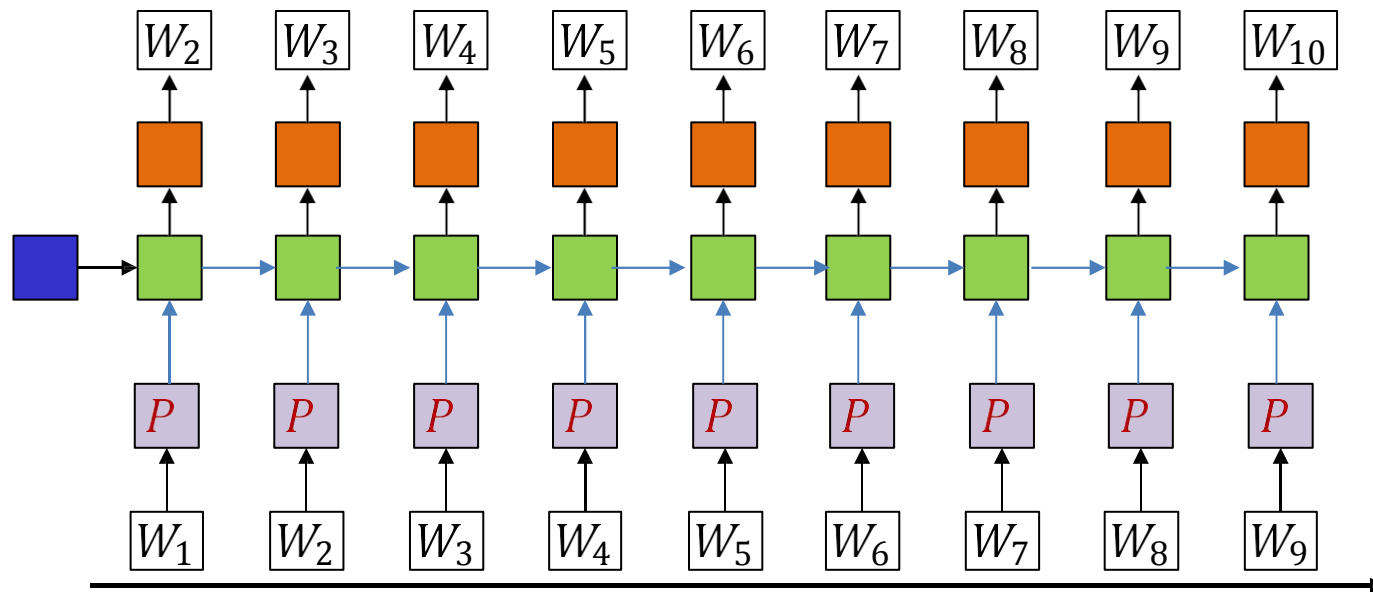 W₂ W₃ W₄ W₅ W₆ W₇ W₈ W₉ W₁₀
P P P P P P P P P
W₁ W₂ W₃ W₄ W₅ W₆ W₇ W₈ W₉